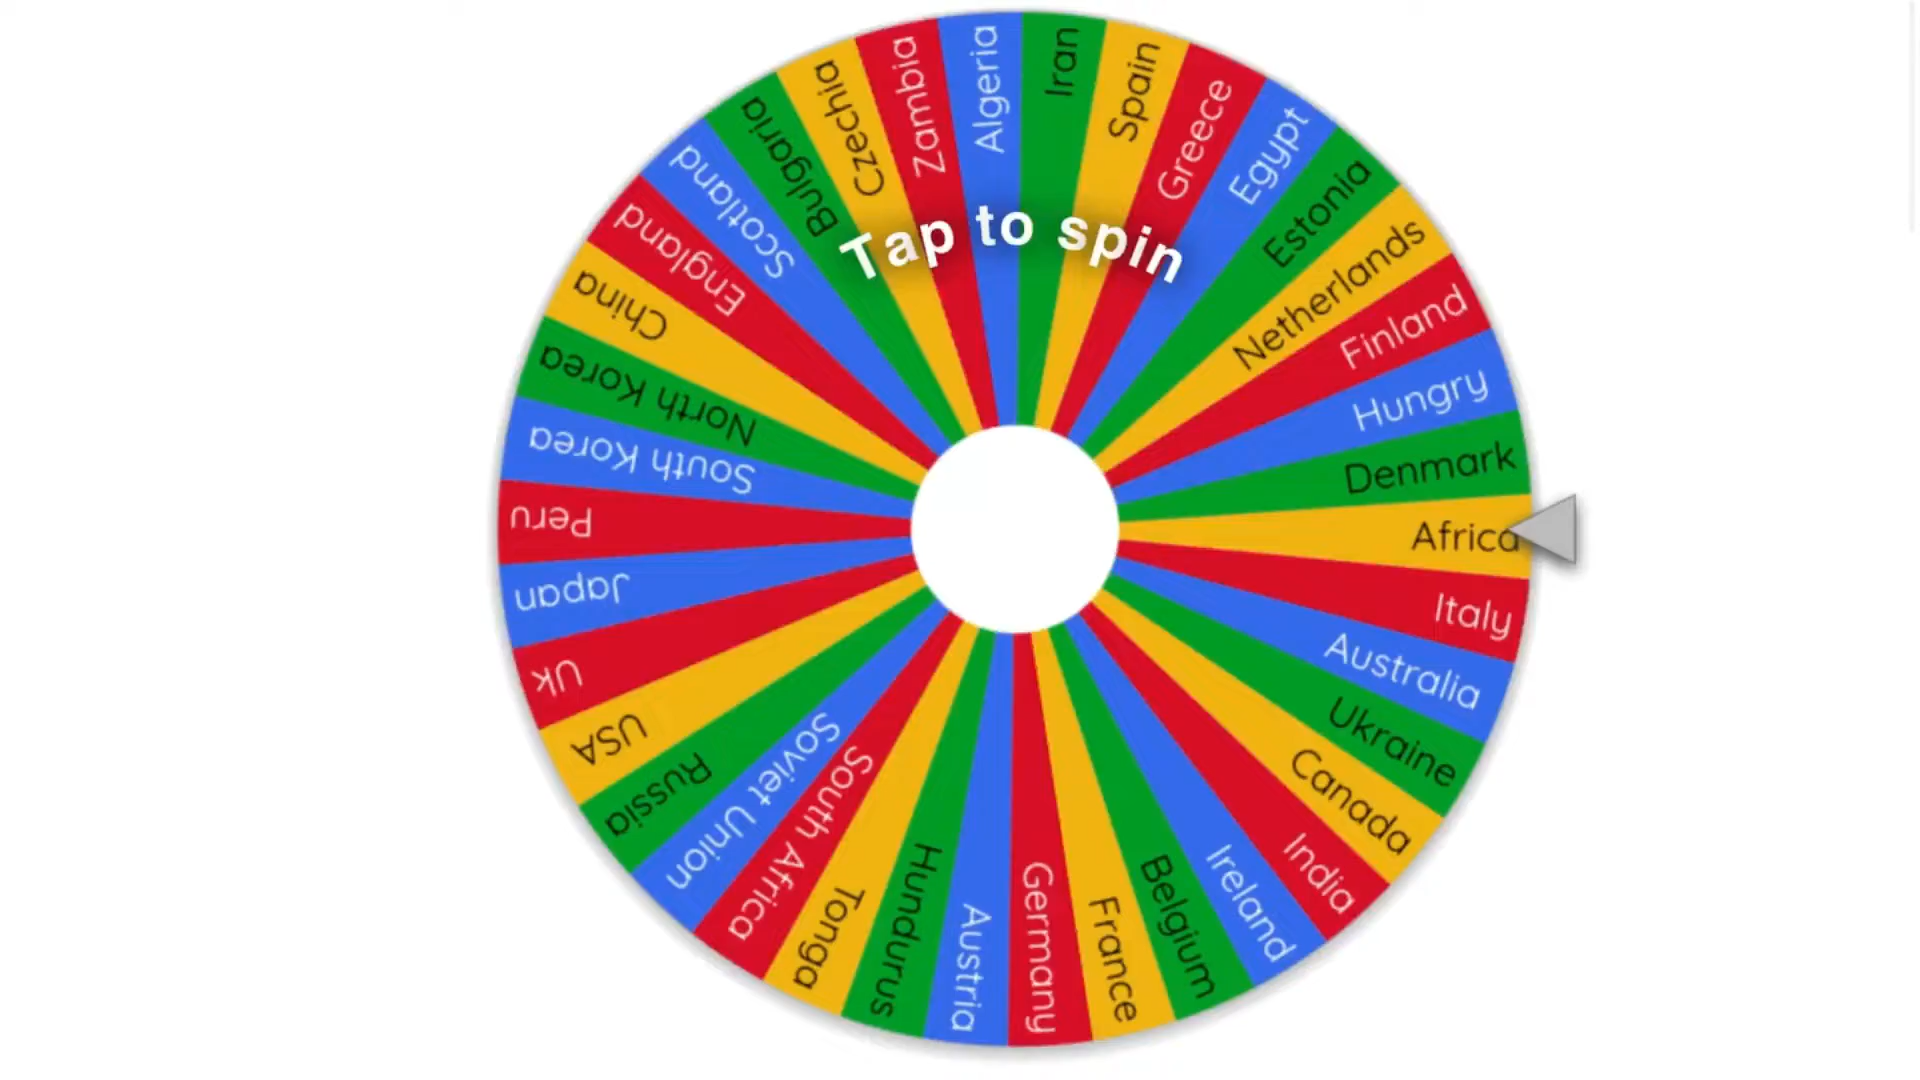 Tap to spin
Iran
Spain
Greece
Egypt
Estonia
Netherlands
Finland
Hungry
Denmark
Africa
Italy
Australia
Ukraine
Canada
India
Ireland
Belgium
France
Germany
Austria
Hundurus
Tonga
South Africa
Soviet Union
Russia
USA
Uk
Japan
Peru
South Korea
North Korea
China
England
Scotland
Bulgaria
Czechia
Zambia
Algeria